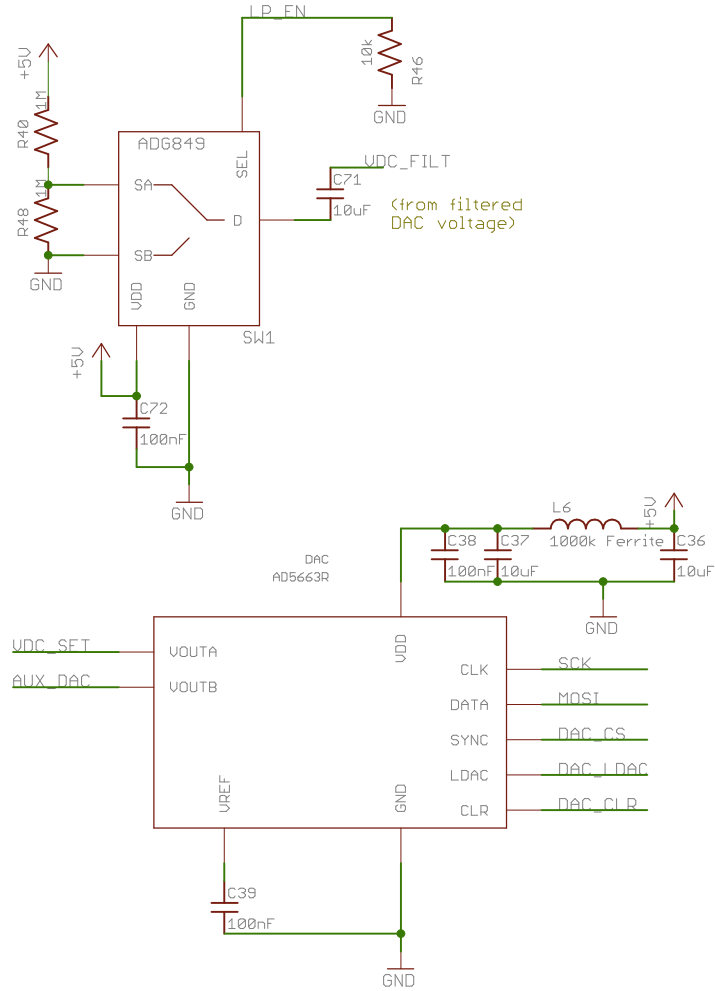 LP_EN
+5V
10k
R46
GND
1M
R40
ADG849
SEL
VDC_FILT
C71
10uF
(from filtered
DAC voltage)
1M
R48
SA
D
SB
GND
VDD
GND
SW1
+5V
C72
100nF
GND
+5V
L6
1000k Ferrite
C38
100nF
C37
10uF
C36
10uF
GND
DAC
AD5663R
VDC_SET
VOUTA
VDD
AUX_DAC
VOUTB
CLK
SCK
DATA
MOSI
SYNC
DAC_CS
LDAC
DAC_LDAC
CLR
DAC_CLR
VREF
GND
C39
100nF
GND